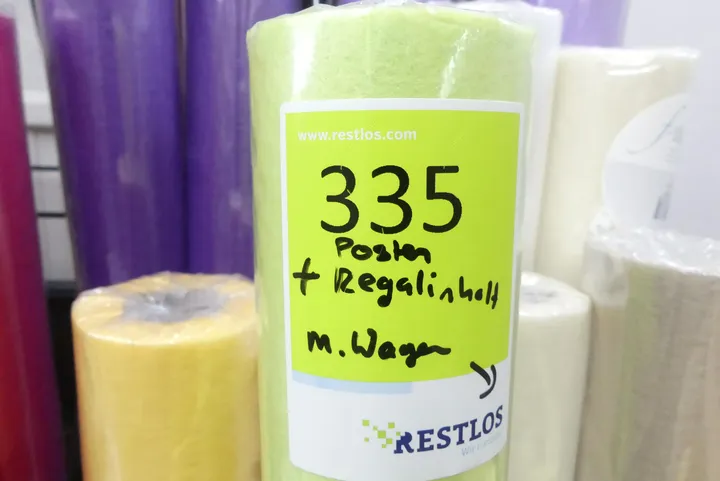 www.restlos.com
335
Posten
+ Regalinhalt
m. Wagen
RESTLOS